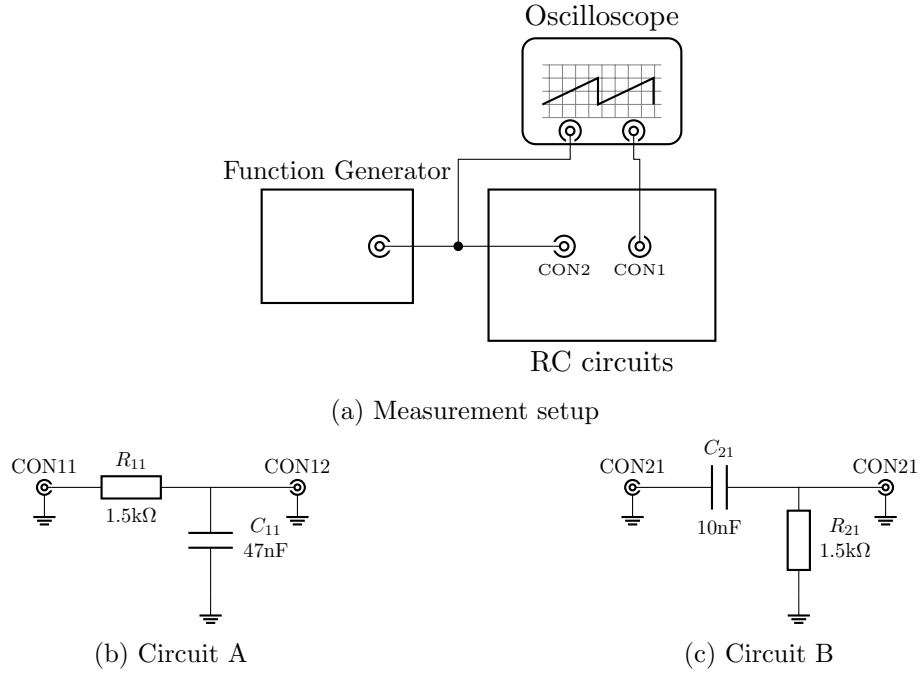 Oscilloscope
Function Generator
CON2
CON1
RC circuits
(a) Measurement setup
CON11
R₁₁
1.5kΩ
CON12
C₁₁
47nF
(b) Circuit A
CON21
C₂₁
10nF
CON21
R₂₁
1.5kΩ
(c) Circuit B